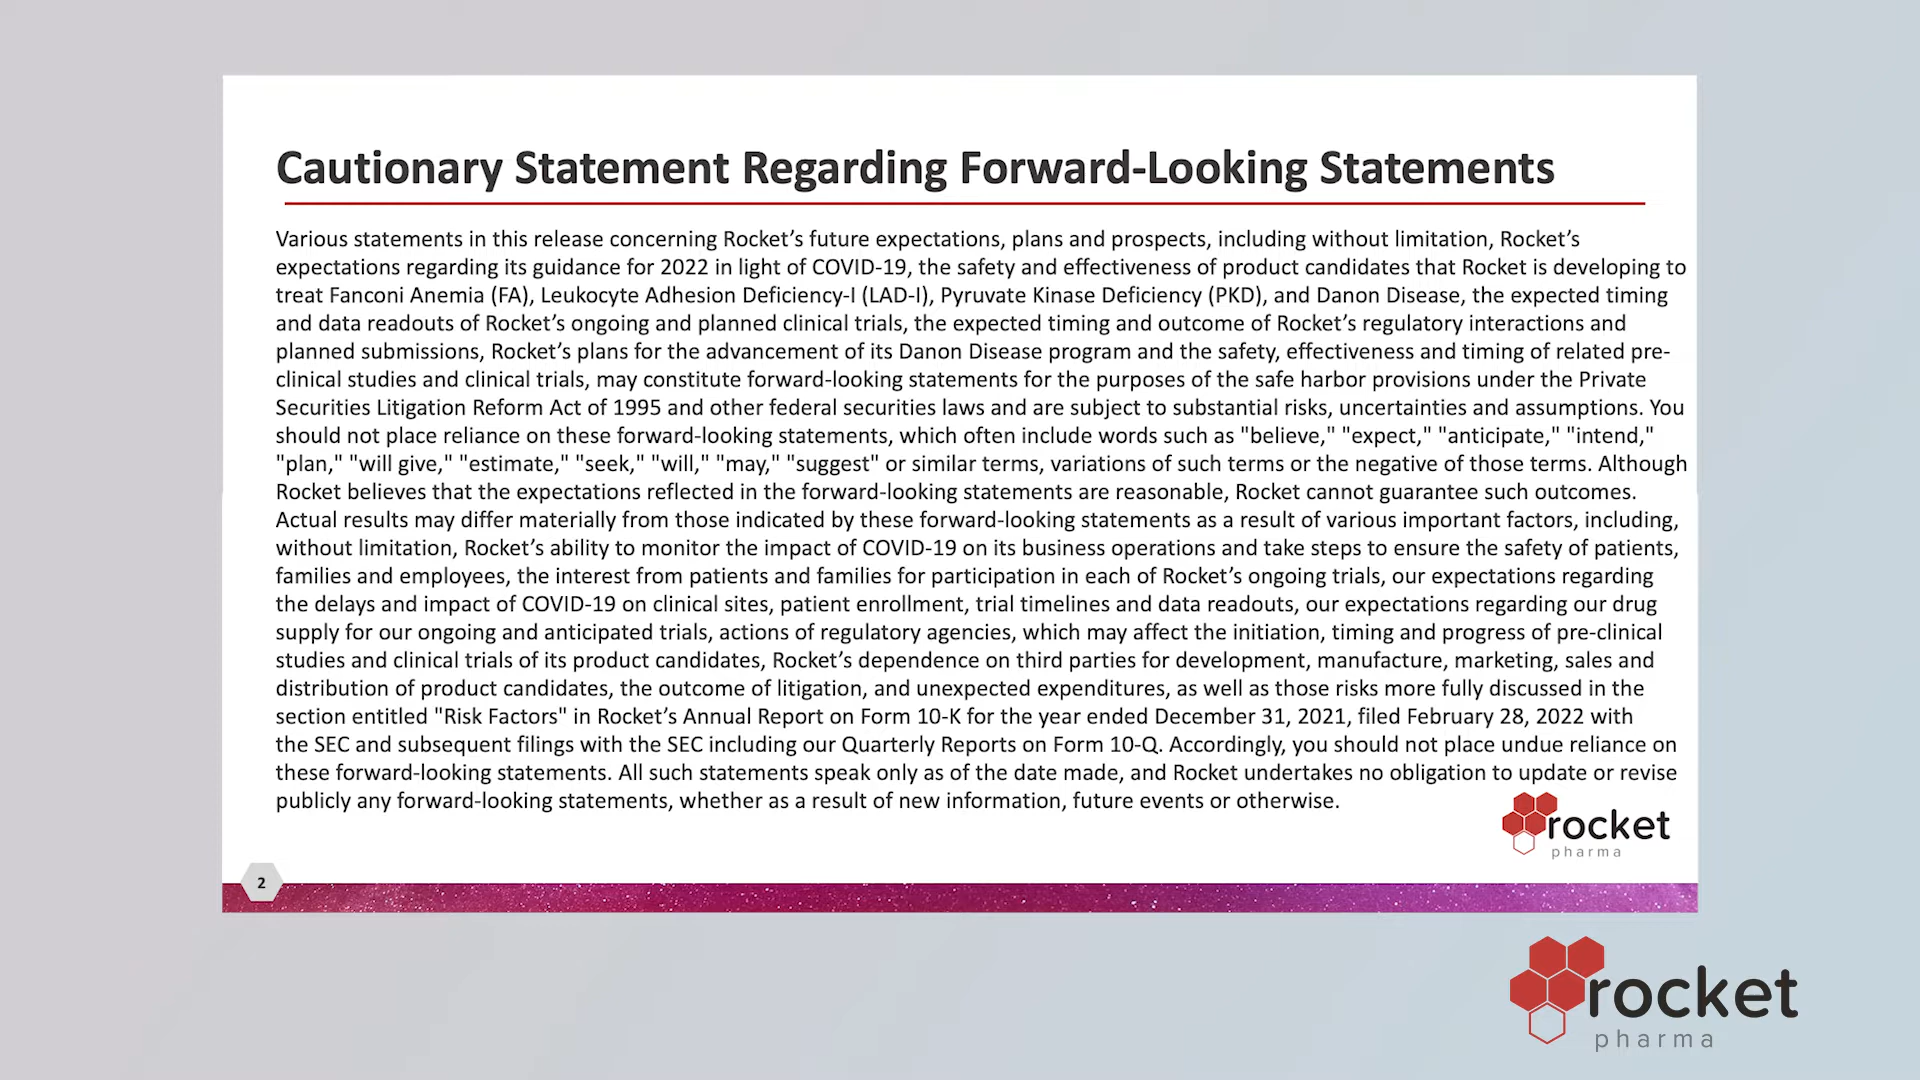 Cautionary Statement Regarding Forward-Looking Statements
Various statements in this release concerning Rocket’s future expectations, plans and prospects, including without limitation, Rocket’s
expectations regarding its guidance for 2022 in light of COVID-19, the safety and effectiveness of product candidates that Rocket is developing to
treat Fanconi Anemia (FA), Leukocyte Adhesion Deficiency-I (LAD-I), Pyruvate Kinase Deficiency (PKD), and Danon Disease, the expected timing
and data readouts of Rocket’s ongoing and planned clinical trials, the expected timing and outcome of Rocket’s regulatory interactions and
planned submissions, Rocket’s plans for the advancement of its Danon Disease program and the safety, effectiveness and timing of related pre-
clinical studies and clinical trials, may constitute forward-looking statements for the purposes of the safe harbor provisions under the Private
Securities Litigation Reform Act of 1995 and other federal securities laws and are subject to substantial risks, uncertainties and assumptions. You
should not place reliance on these forward-looking statements, which often include words such as "believe," "expect," "anticipate," "intend,"
"plan," "will give," "estimate," "seek," "will," "may," "suggest" or similar terms, variations of such terms or the negative of those terms. Although
Rocket believes that the expectations reflected in the forward-looking statements are reasonable, Rocket cannot guarantee such outcomes.
Actual results may differ materially from those indicated by these forward-looking statements as a result of various important factors, including,
without limitation, Rocket’s ability to monitor the impact of COVID-19 on its business operations and take steps to ensure the safety of patients,
families and employees, the interest from patients and families for participation in each of Rocket’s ongoing trials, our expectations regarding
the delays and impact of COVID-19 on clinical sites, patient enrollment, trial timelines and data readouts, our expectations regarding our drug
supply for our ongoing and anticipated trials, actions of regulatory agencies, which may affect the initiation, timing and progress of pre-clinical
studies and clinical trials of its product candidates, Rocket’s dependence on third parties for development, manufacture, marketing, sales and
distribution of product candidates, the outcome of litigation, and unexpected expenditures, as well as those risks more fully discussed in the
section entitled "Risk Factors" in Rocket’s Annual Report on Form 10-K for the year ended December 31, 2021, filed February 28, 2022 with
the SEC and subsequent filings with the SEC including our Quarterly Reports on Form 10-Q. Accordingly, you should not place undue reliance on
these forward-looking statements. All such statements speak only as of the date made, and Rocket undertakes no obligation to update or revise
publicly any forward-looking statements, whether as a result of new information, future events or otherwise.
rocket
pharma
2
rocket
pharma